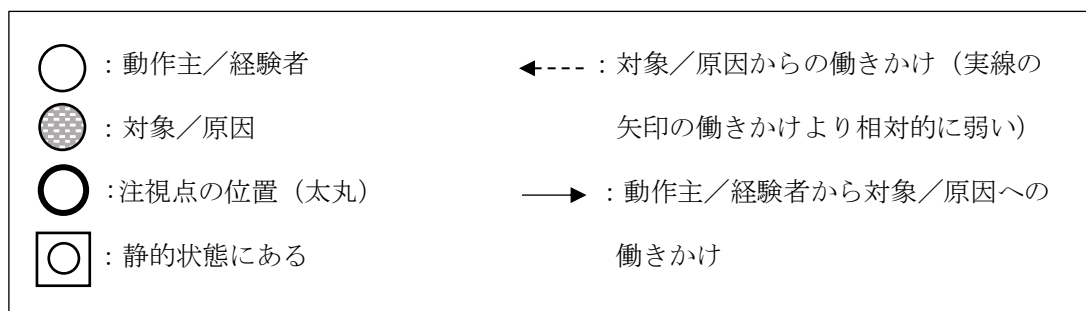 ：動作主／経験者
：対象／原因
：注視点の位置（太丸）
：静的状態にある
：対象／原因からの働きかけ（実線の
矢印の働きかけより相対的に弱い）
：動作主／経験者から対象／原因への
働きかけ